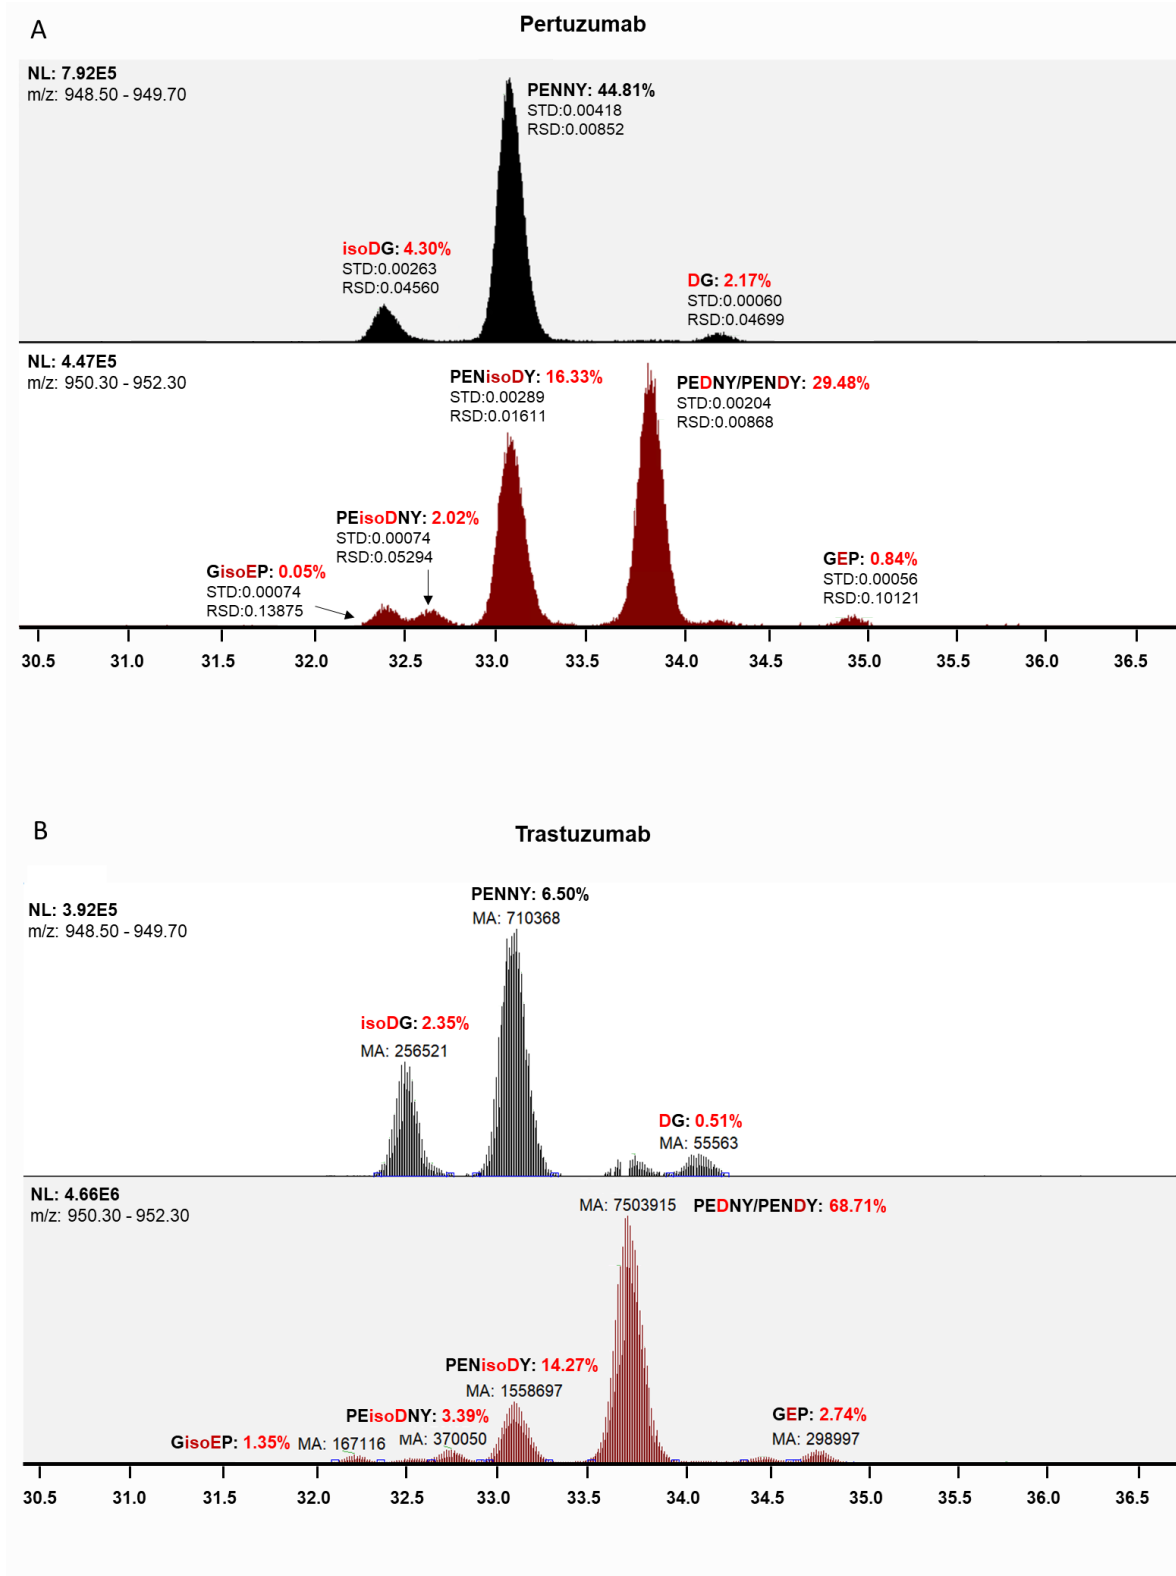 A
Pertuzumab
NL: 7.92E5
m/z: 948.50 - 949.70
PENNY: 44.81%
STD:0.00418
RSD:0.00852
isoDG: 4.30%
STD:0.00263
RSD:0.04560
DG: 2.17%
STD:0.00060
RSD:0.04699
NL: 4.47E5
m/z: 950.30 - 952.30
PENisoDY: 16.33%
STD:0.00289
RSD:0.01611
PEDNY/PENDY: 29.48%
STD:0.00204
RSD:0.00868
PEisoDNY: 2.02%
STD:0.00074
RSD:0.05294
GisoEP: 0.05%
STD:0.00074
RSD:0.13875
GEP: 0.84%
STD:0.00056
RSD:0.10121
30.5 31.0 31.5 32.0 32.5 33.0 33.5 34.0 34.5 35.0 35.5 36.0 36.5
B
Trastuzumab
NL: 3.92E5
m/z: 948.50 - 949.70
PENNY: 6.50%
MA: 710368
isoDG: 2.35%
MA: 256521
DG: 0.51%
MA: 55563
NL: 4.66E6
m/z: 950.30 - 952.30
MA: 7503915 PEDNY/PENDY: 68.71%
PENisoDY: 14.27%
MA: 1558697
PEisoDNY: 3.39%
MA: 370050
GisoEP: 1.35% MA: 167116
GEP: 2.74%
MA: 298997
30.5 31.0 31.5 32.0 32.5 33.0 33.5 34.0 34.5 35.0 35.5 36.0 36.5